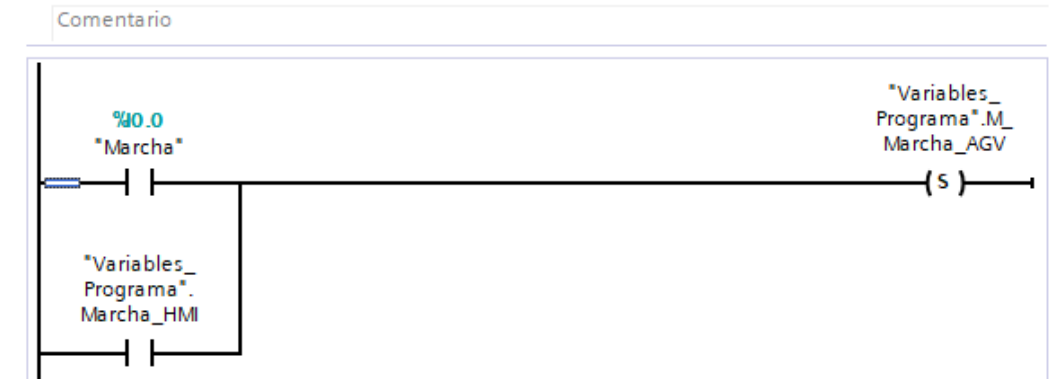 Comentario
"Variables_
Programa".M_
Marcha_AGV
%I0.0
"Marcha"
S
"Variables_
Programa".
Marcha_HMI